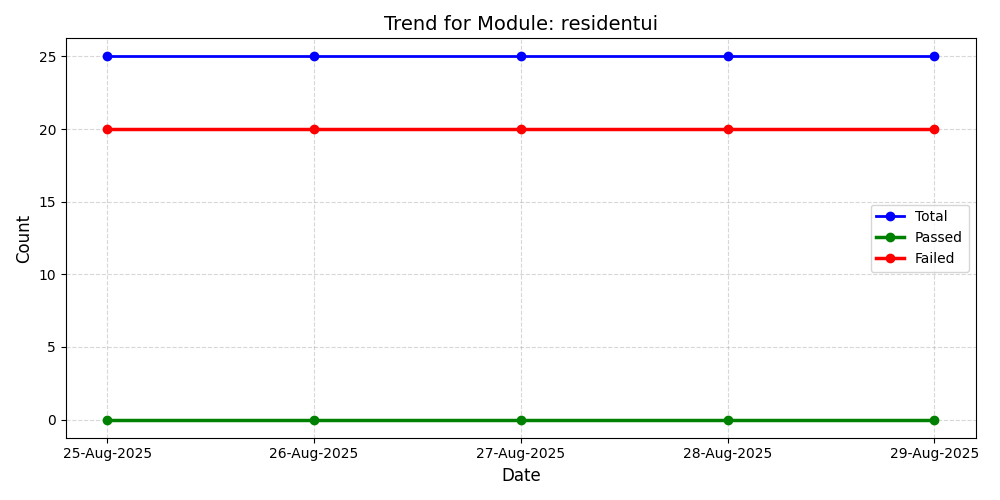 Trend for Module: residentui
Count
25
20
15
10
5
0
Total
Passed
Failed
25-Aug-2025
26-Aug-2025
27-Aug-2025
28-Aug-2025
29-Aug-2025
Date